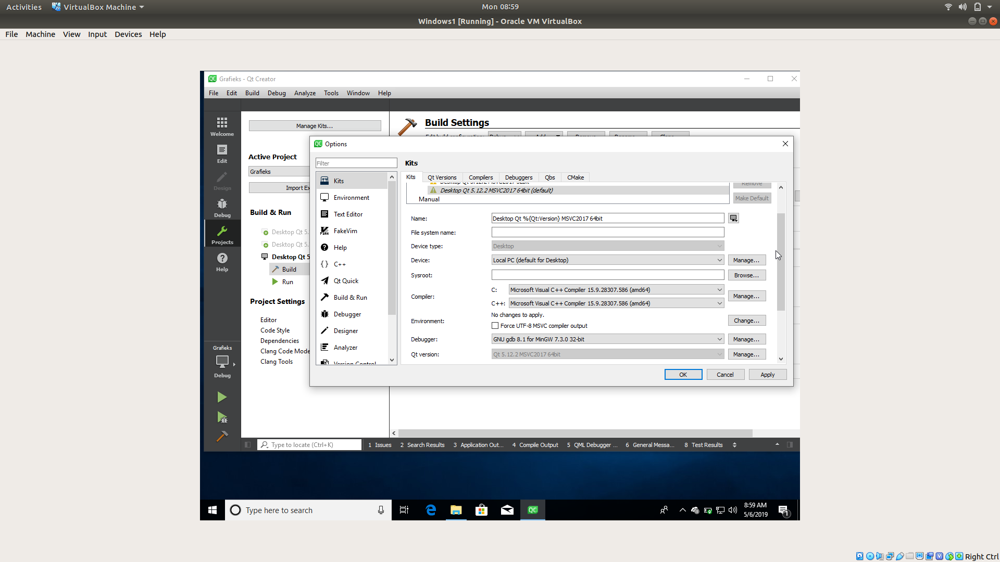 Activities VirtualBox Machine Mon 08:59
Windows1 [Running] - Oracle VM VirtualBox
File Machine View Input Devices Help
QC Grafieks - Qt Creator
File Edit Build Debug Analyze Tools Window Help
Welcome
Edit
Design
Debug
Projects
Help
Grafieks
Debug
Manage Kits...
Active Project
Grafieks
Import Ex
Build & Run
Desktop Qt 5.
Desktop Qt 5.
Desktop Qt 5
Build
Run
Project Settings
Editor
Code Style
Dependencies
Clang Code Mode
Clang Tools
Build Settings
QC Options
Filter
Kits
Environment
Text Editor
FakeVim
Help
C++
Qt Quick
Build & Run
Debugger
Designer
Analyzer
Version Control
Kits
Kits Qt Versions Compilers Debuggers Qbs CMake
Desktop Qt 5.12.2 MSVC2017 32bit
Remove
Desktop Qt 5.12.2 MSVC2017 64bit (default)
Manual
Make Default
Name: Desktop Qt %{Qt:Version} MSVC2017 64bit
File system name:
Device type: Desktop
Device: Local PC (default for Desktop) Manage...
Sysroot: Browse...
Compiler:
C: Microsoft Visual C++ Compiler 15.9.28307.586 (amd64)
C++: Microsoft Visual C++ Compiler 15.9.28307.586 (amd64)
Manage...
Environment:
No changes to apply.
Force UTF-8 MSVC compiler output
Change...
Debugger: GNU gdb 8.1 for MinGW 7.3.0 32-bit Manage...
Qt version: Qt 5.12.2 MSVC2017 64bit Manage...
OK Cancel Apply
Type to locate (Ctrl+K) 1 Issues 2 Search Results 3 Application Out... 4 Compile Output 5 QML Debugger ... 6 General Messa... 8 Test Results
Type here to search
QC
8:59 AM
5/6/2019
1
Right Ctrl